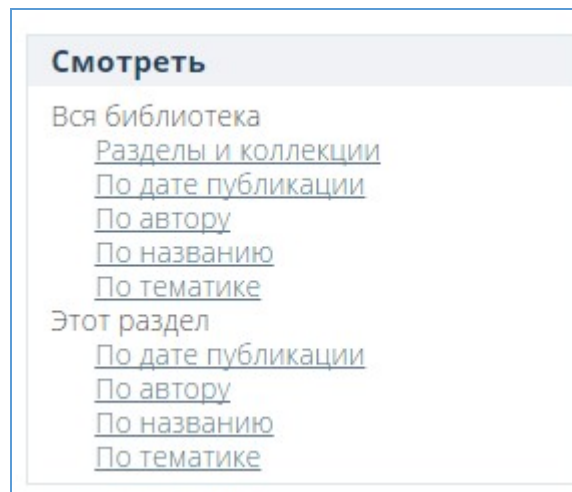 Смотреть
Вся библиотека
Разделы и коллекции
По дате публикации
По автору
По названию
По тематике
Этот раздел
По дате публикации
По автору
По названию
По тематике